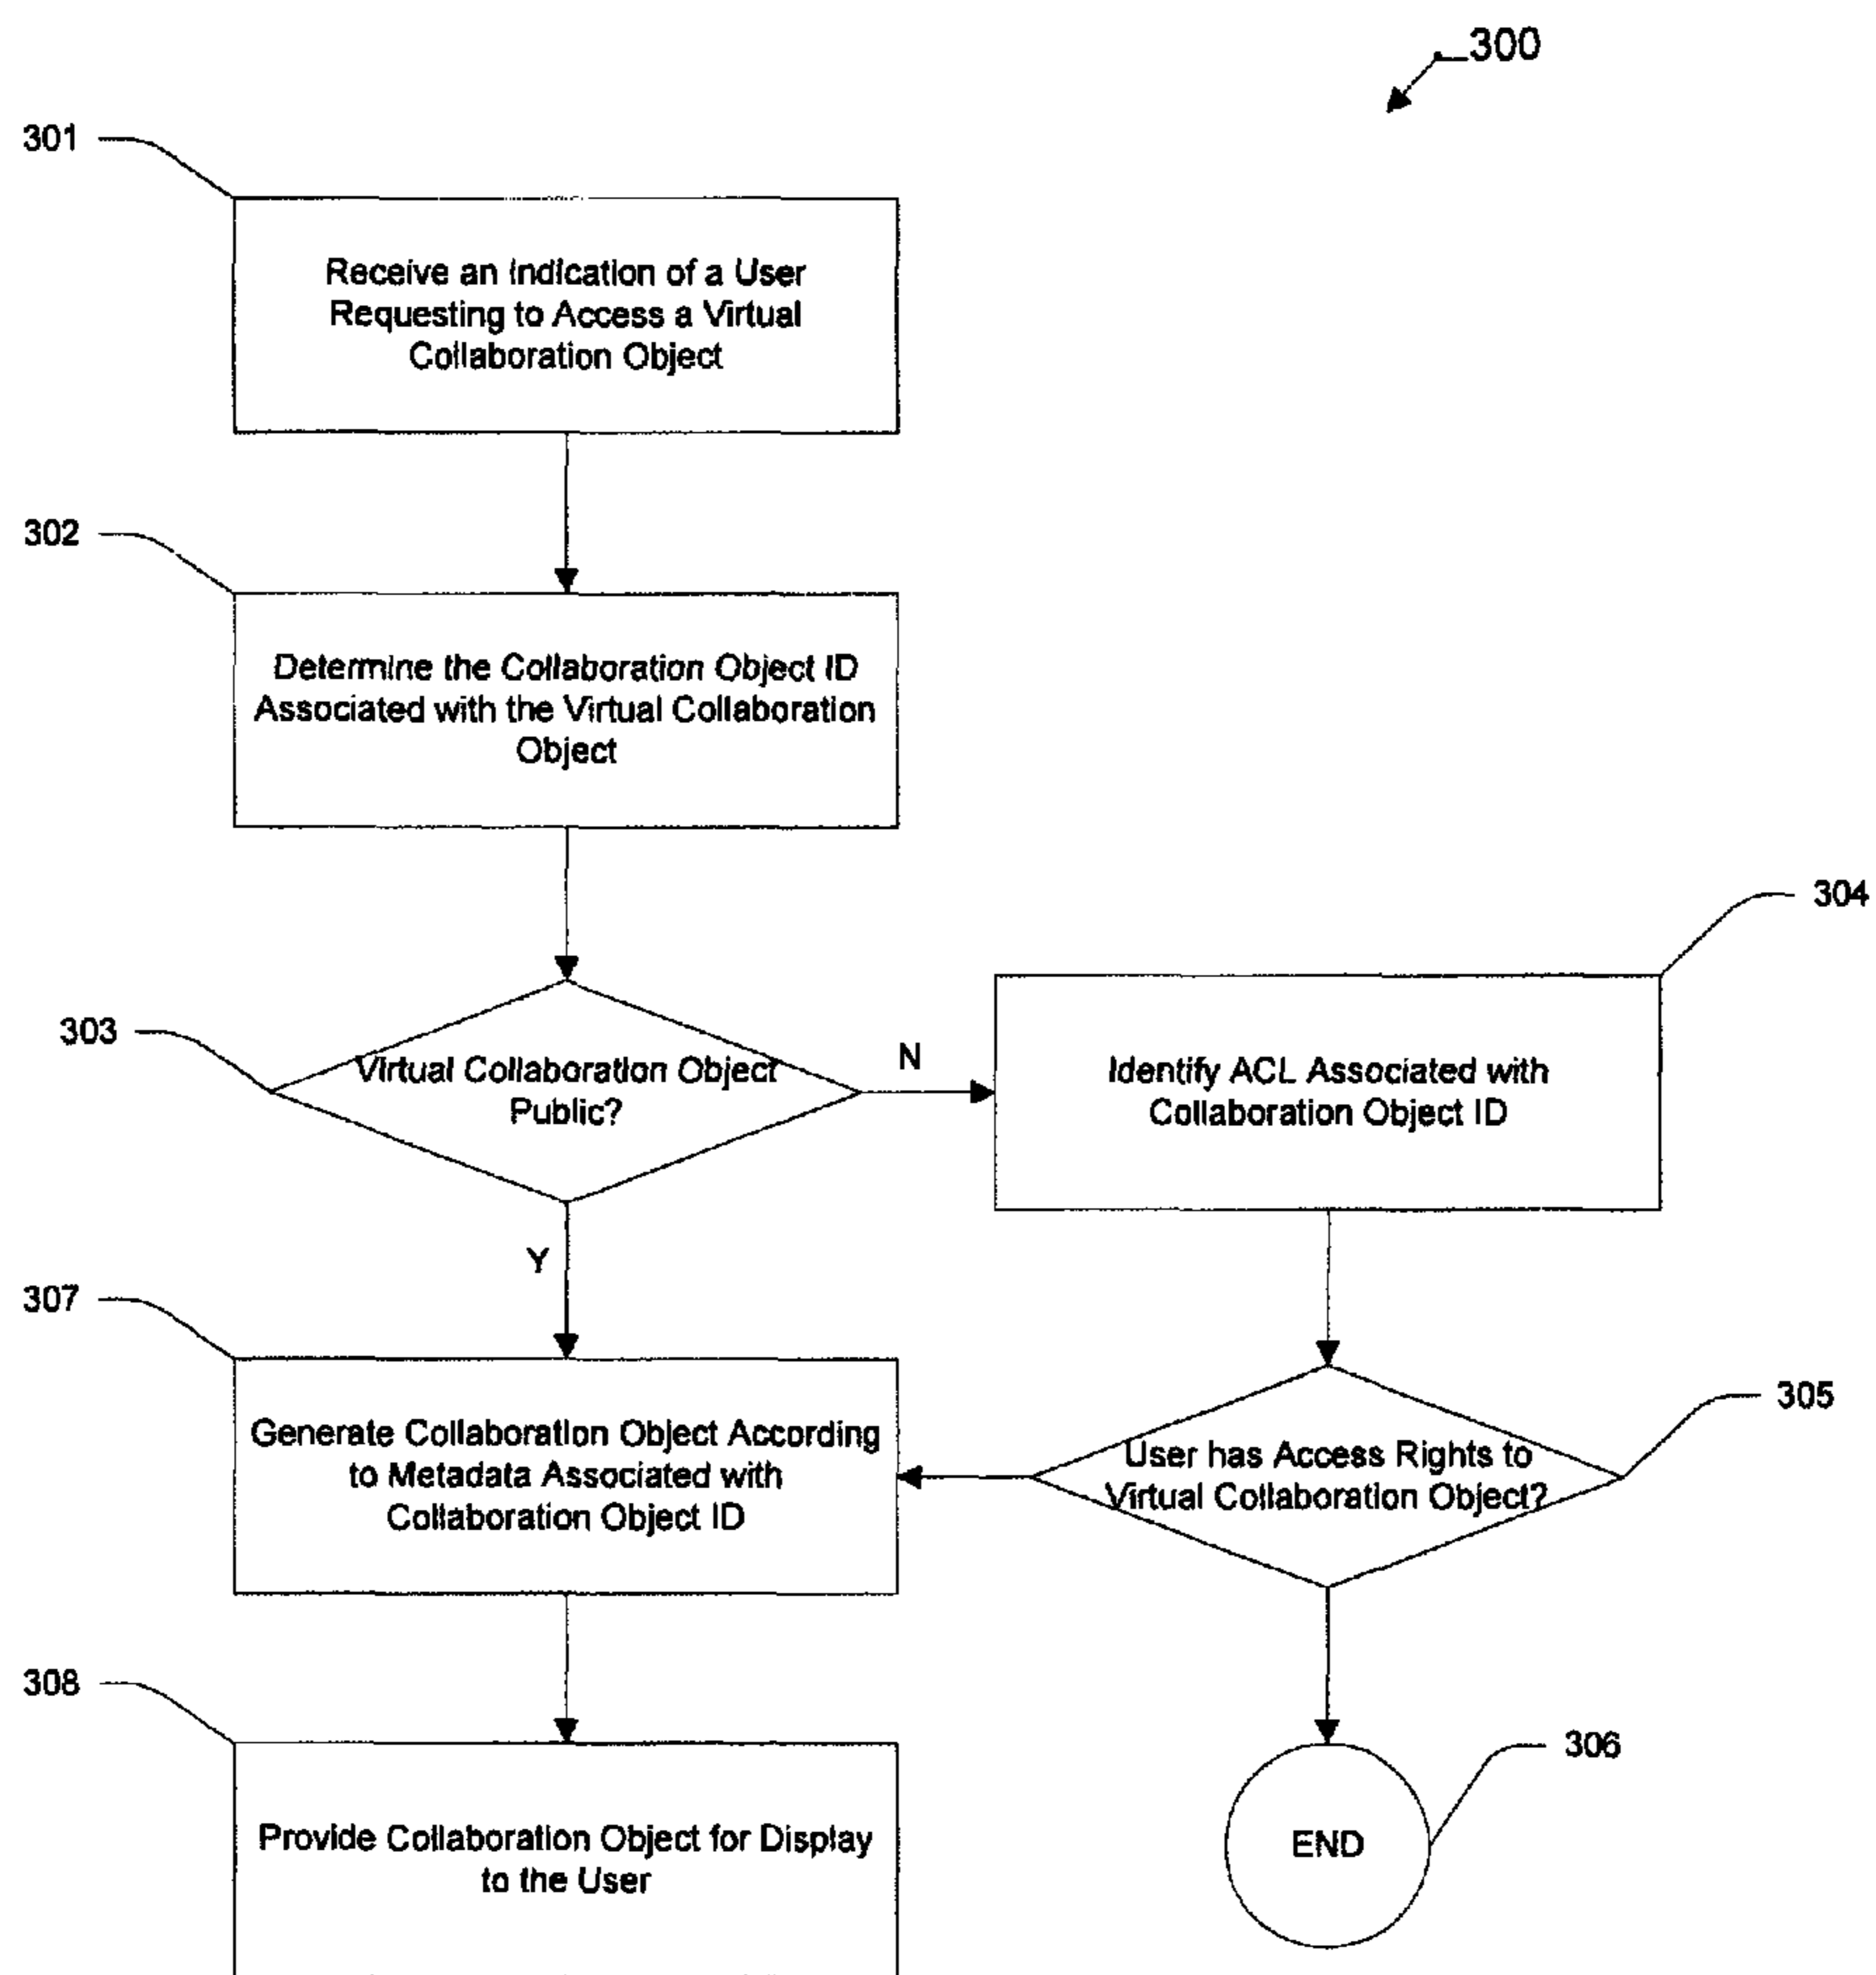 300
301
Receive an Indication of a User
Requesting to Access a Virtual
Collaboration Object
302
Determine the Collaboration Object ID
Associated with the Virtual Collaboration
Object
304
303
Virtual Collaboration Object
Public?
N
Identify ACL Associated with
Collaboration Object ID
Y
307
Generate Collaboration Object According
to Metadata Associated with
Collaboration Object ID
305
User has Access Rights to
Virtual Collaboration Object?
308
Provide Collaboration Object for Display
to the User
306
END